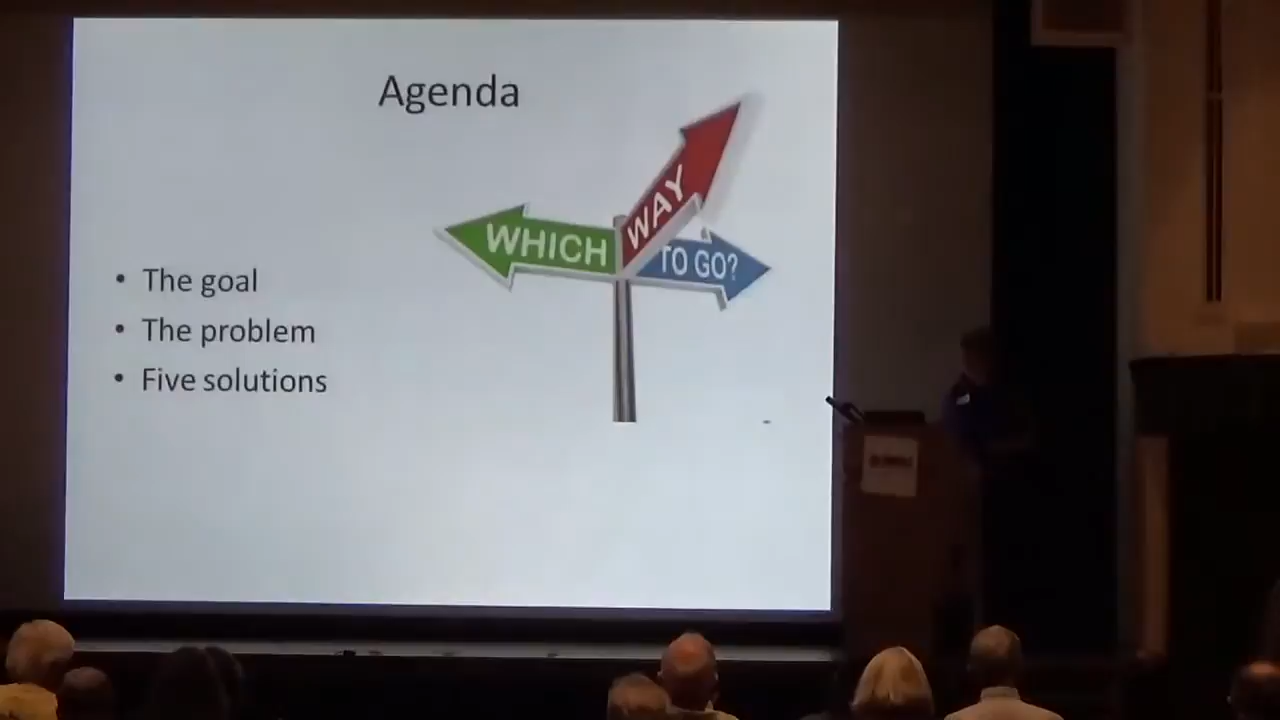 Agenda
WHICH
WAY
TO GO?
• The goal
• The problem
• Five solutions